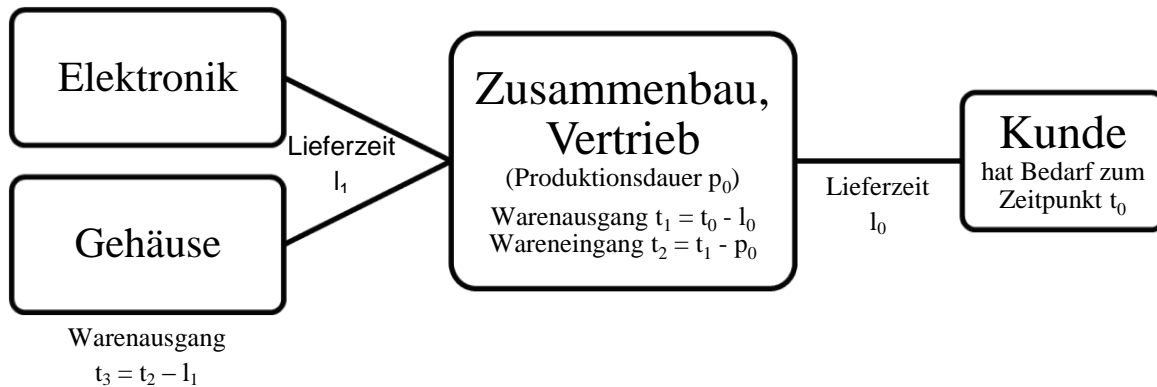 Elektronik
Lieferzeit
l₁
Gehäuse
Warenausgang
t₃ = t₂ – l₁
Zusammenbau,
Vertrieb
(Produktionsdauer p₀)
Warenausgang t₁ = t₀ - l₀
Wareneingang t₂ = t₁ - p₀
Lieferzeit
l₀
Kunde
hat Bedarf zum
Zeitpunkt t₀